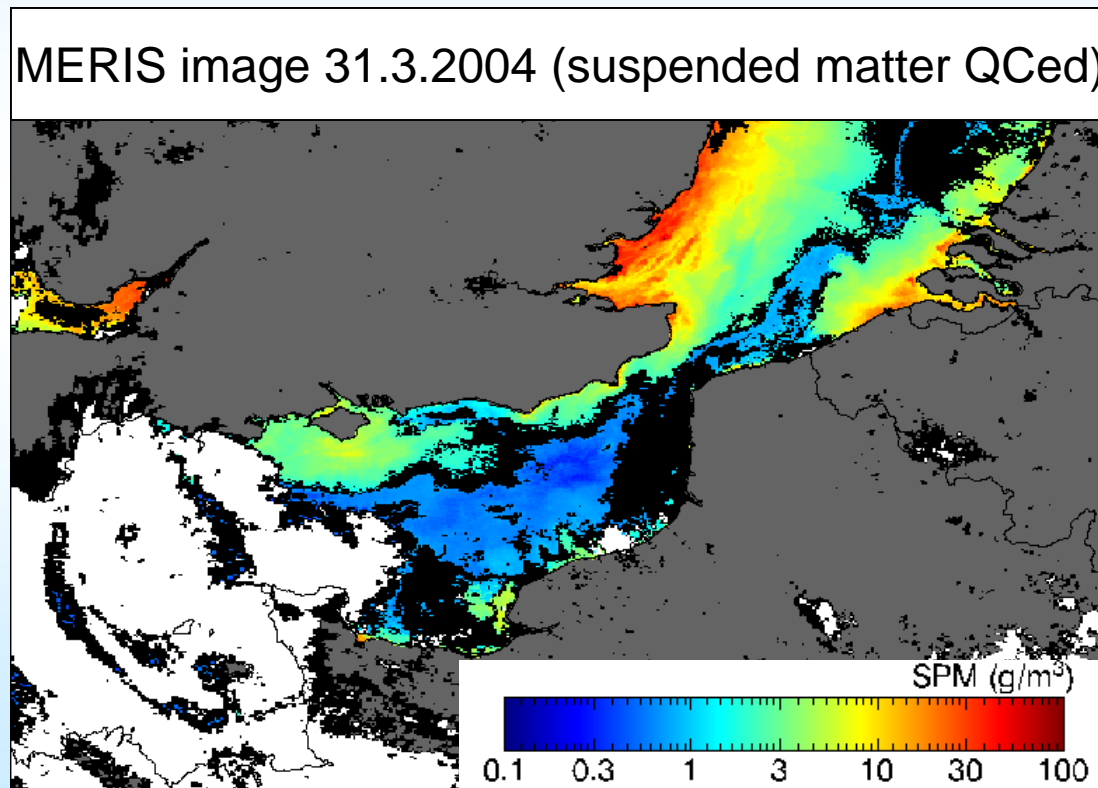 MERIS image 31.3.2004 (suspended matter QCed)
SPM (g/m³)
0.1 0.3 1 3 10 30 100